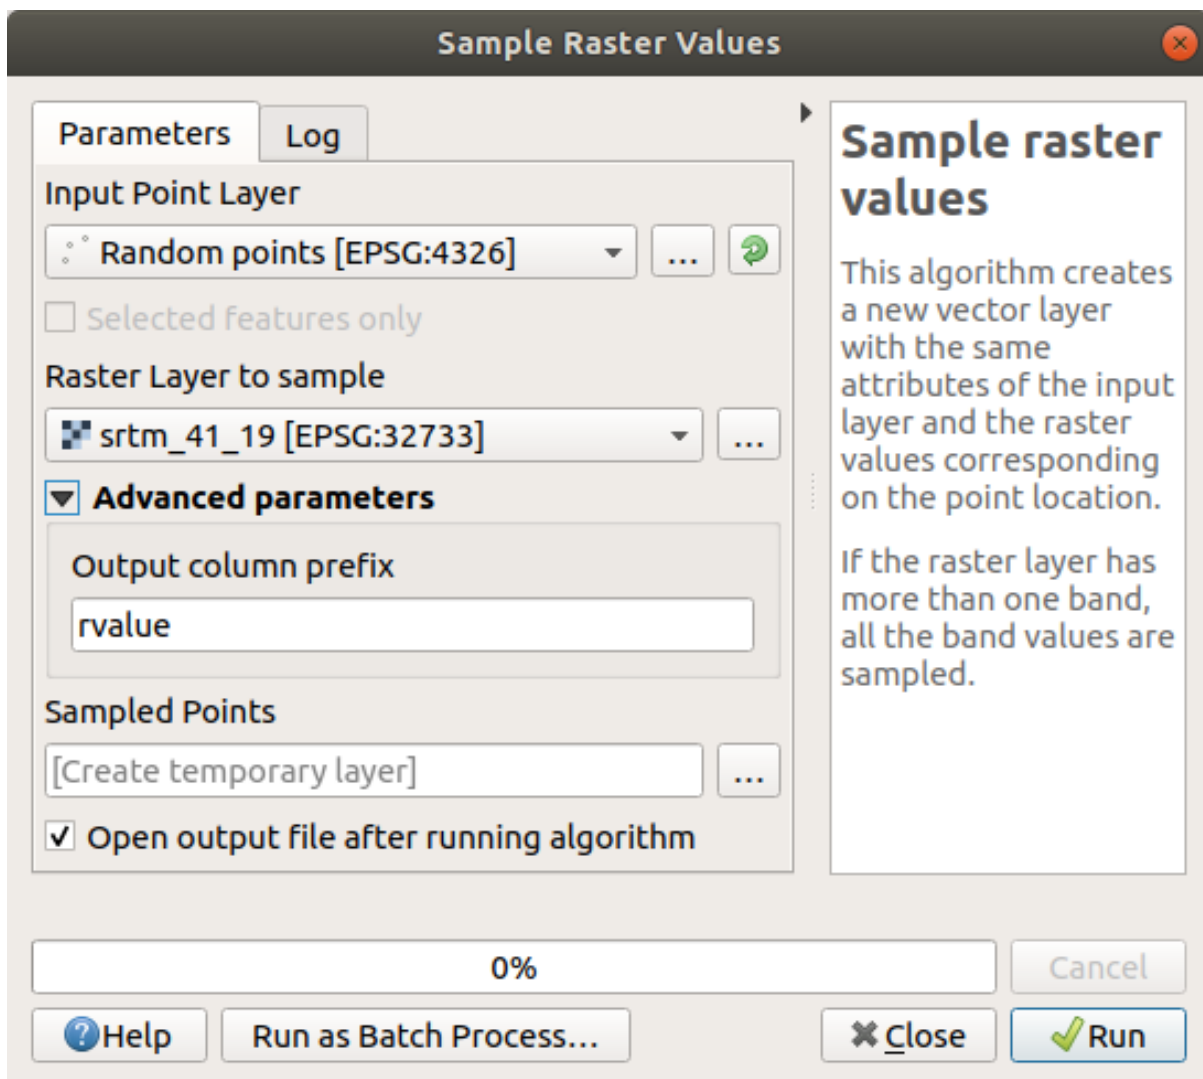 Sample Raster Values
Parameters
Log
Input Point Layer
Random points [EPSG:4326]
...
Selected features only
Raster Layer to sample
srtm_41_19 [EPSG:32733]
...
Advanced parameters
Output column prefix
rvalue
Sampled Points
[Create temporary layer]
...
Open output file after running algorithm
Sample raster
values
This algorithm creates
a new vector layer
with the same
attributes of the input
layer and the raster
values corresponding
on the point location.
If the raster layer has
more than one band,
all the band values are
sampled.
0%
Cancel
Help
Run as Batch Process...
Close
Run